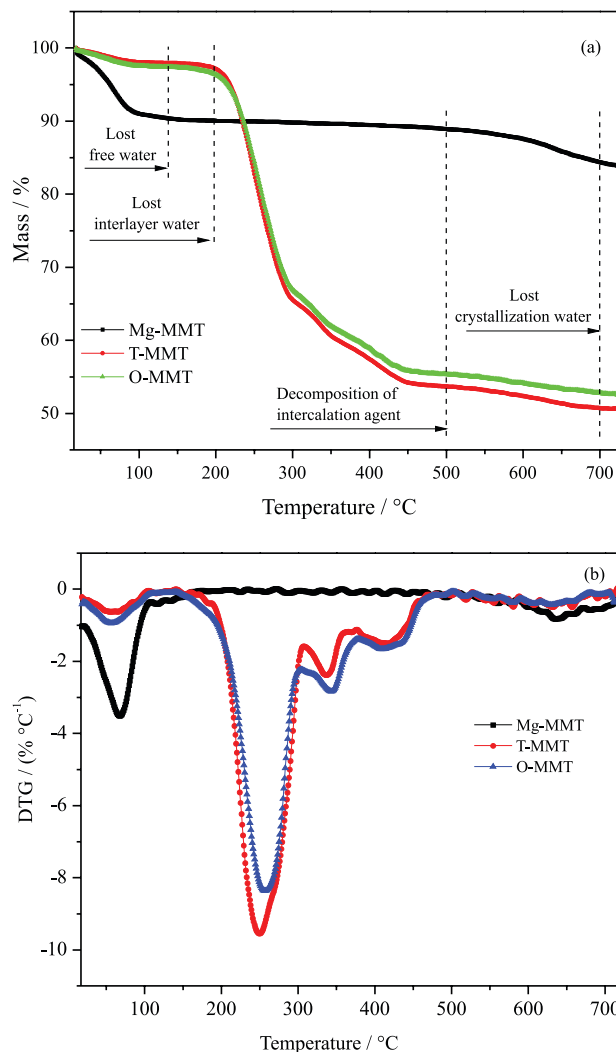 (a)
100
90
80
70
60
50
Mass / %
Lost
free water
Lost
interlayer water
Mg-MMT
T-MMT
O-MMT
Lost
crystallization water
Decomposition of
intercalation agent
100 200 300 400 500 600 700
Temperature / °C
(b)
0
-2
-4
-6
-8
-10
DTG / (% °C⁻¹)
Mg-MMT
T-MMT
O-MMT
100 200 300 400 500 600 700
Temperature / °C